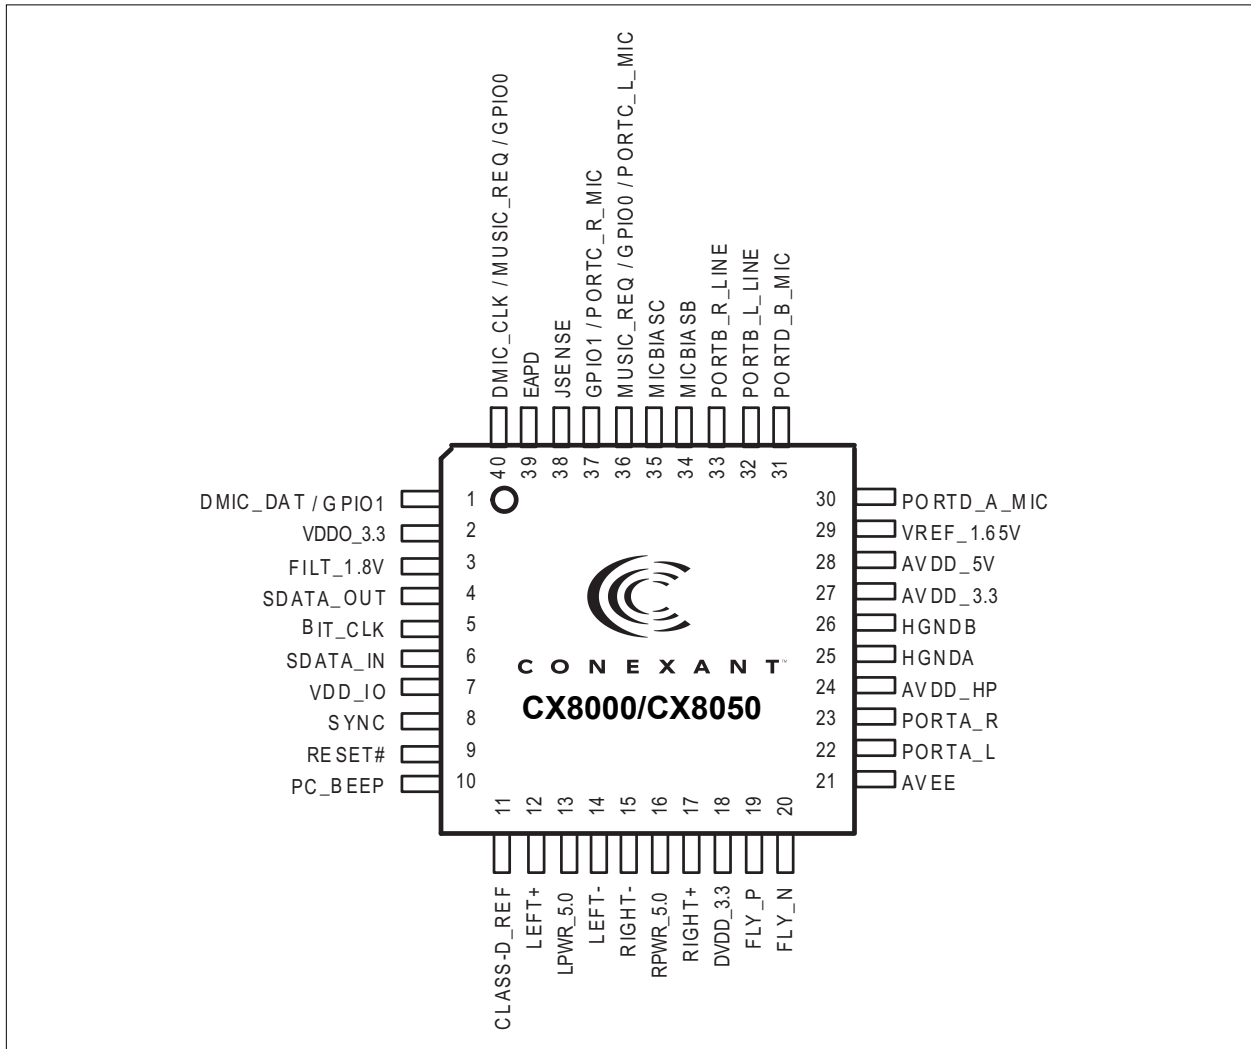 DMIC_CLK / MUSIC_REQ / GPIO0
EAPD
JSENSE
GPIO1 / PORTC_R_MIC
MUSIC_REQ / GPIO0 / PORTC_L_MIC
MICBIASC
MICBIASB
PORTB_R_LINE
PORTB_L_LINE
PORTD_B_MIC
40 39 38 37 36 35 34 33 32 31
DMIC_DAT / GPIO1 1
VDDO_3.3 2
FILT_1.8V 3
SDATA_OUT 4
BIT_CLK 5
SDATA_IN 6
VDD_IO 7
SYNC 8
RESET# 9
PC_BEEP 10
CONEXANT™
CX8000/CX8050
30 PORTD_A_MIC
29 VREF_1.65V
28 AVDD_5V
27 AVDD_3.3
26 HGNDB
25 HGNDA
24 AVDD_HP
23 PORTA_R
22 PORTA_L
21 AVEE
11 12 13 14 15 16 17 18 19 20
CLASS-D_REF
LEFT+
LPWR_5.0
LEFT-
RIGHT-
RPWR_5.0
RIGHT+
DVDD_3.3
FLY_P
FLY_N